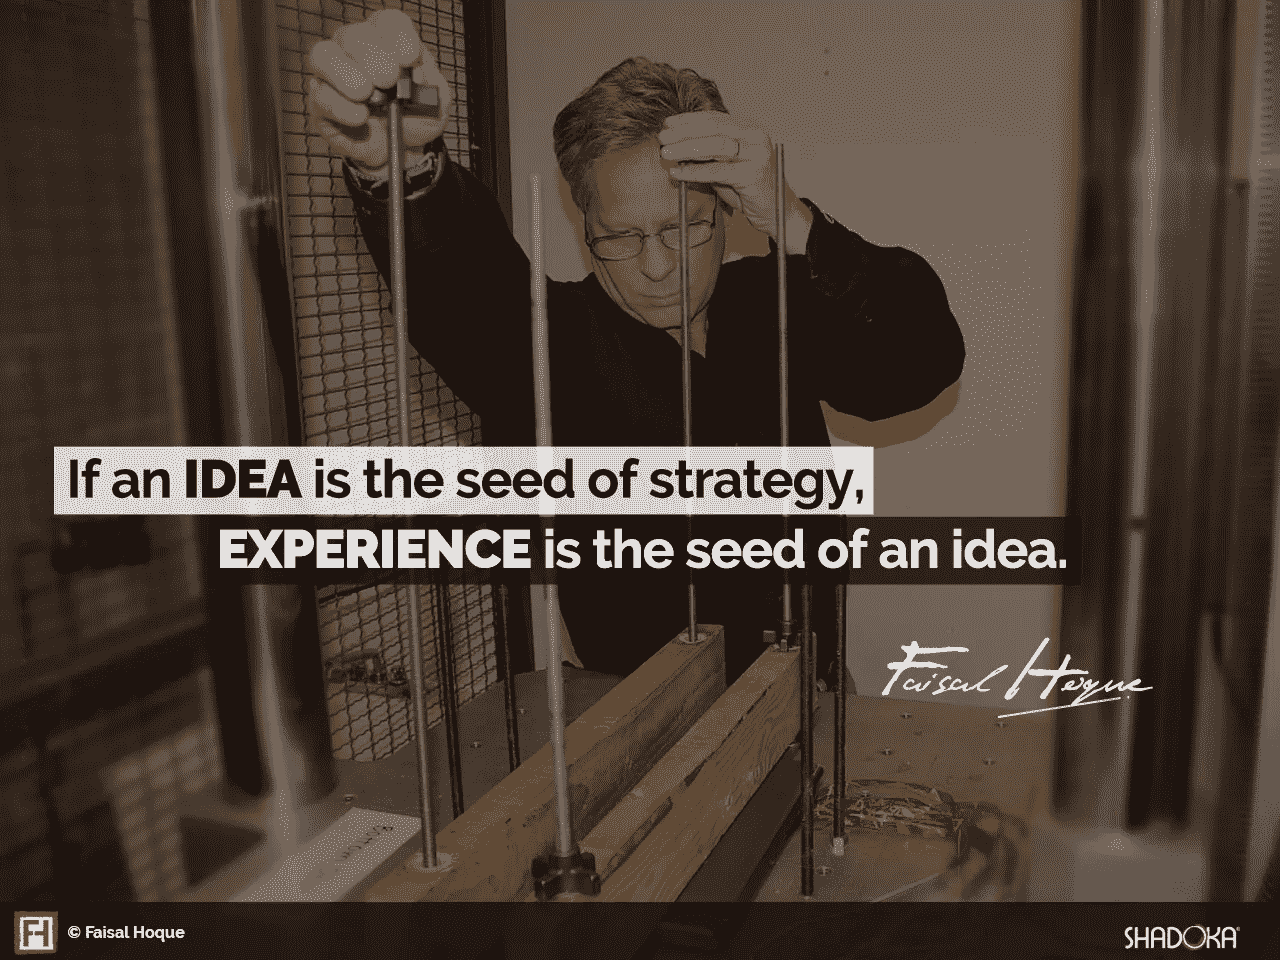 If an IDEA is the seed of strategy,
EXPERIENCE is the seed of an idea.
Faisal Hoque
FH
© Faisal Hoque
SHADOKA®